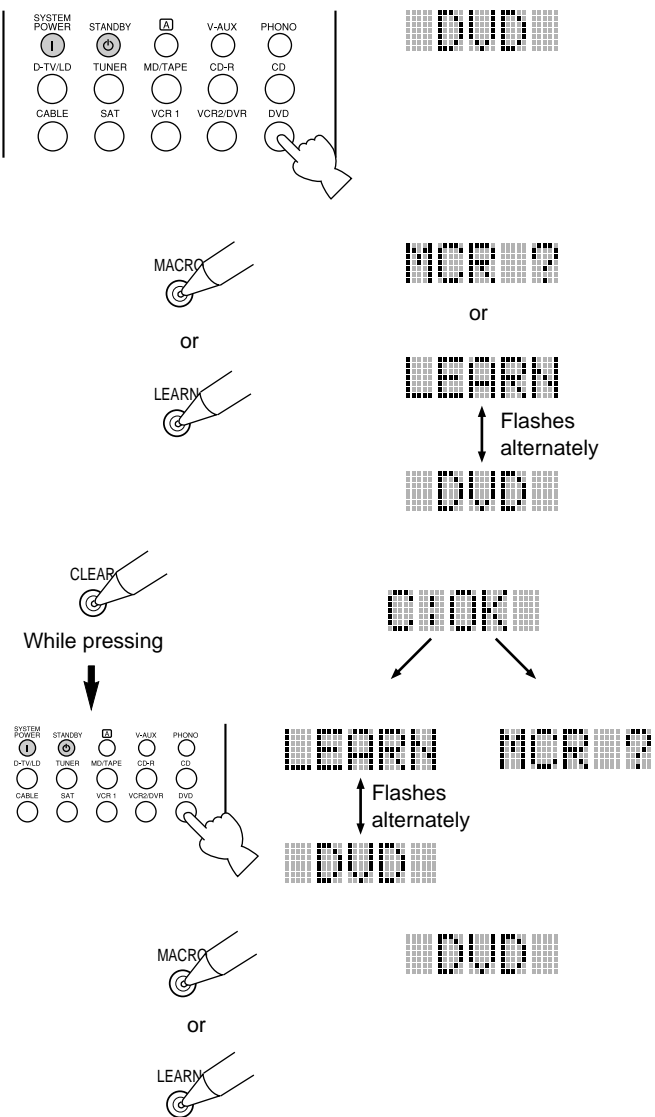 SYSTEM POWER STANDBY A V-AUX PHONO
D-TV/LD TUNER MD/TAPE CD-R CD
CABLE SAT VCR 1 VCR2/DVR DVD
DVD
MACRO
MCR ?
or
or
LEARN
LEARN
Flashes
alternately
DVD
CLEAR
While pressing
C:OK
SYSTEM POWER STANDBY A V-AUX PHONO
D-TV/LD TUNER MD/TAPE CD-R CD
CABLE SAT VCR 1 VCR2/DVR DVD
LEARN
MCR ?
Flashes
alternately
DVD
MACRO
DVD
or
LEARN